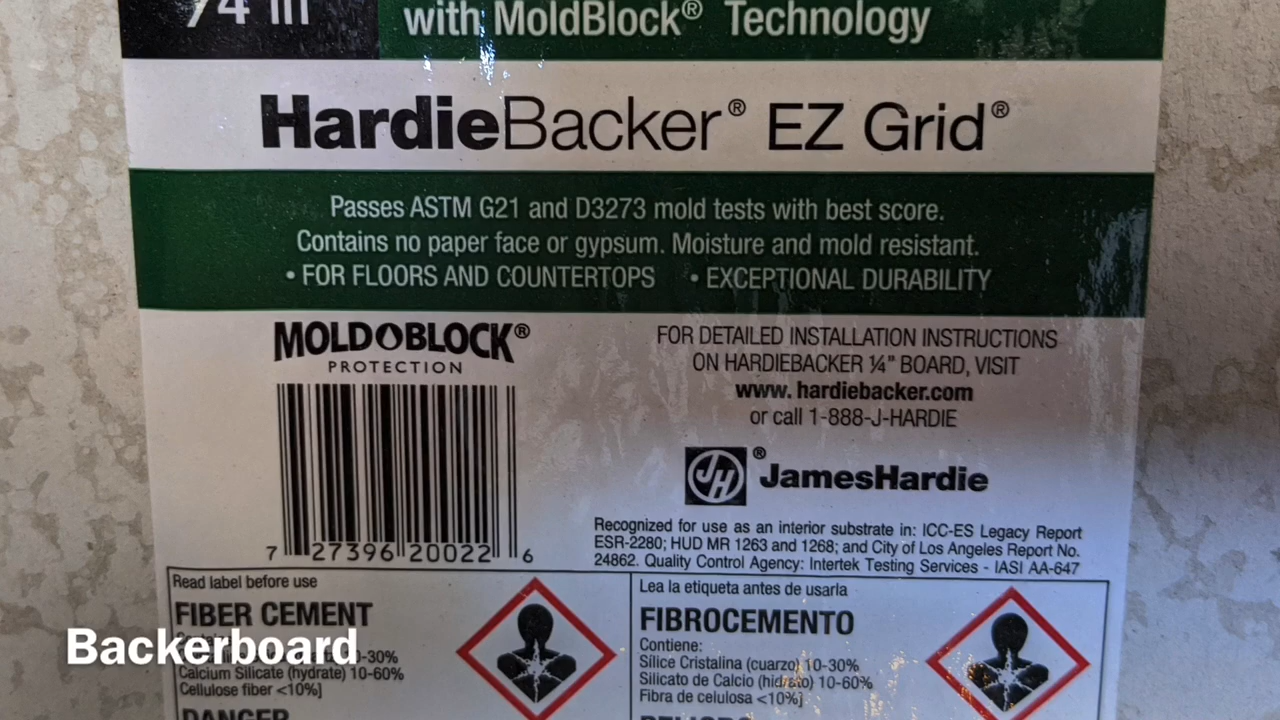 /4 in
with MoldBlock® Technology
HardieBacker® EZ Grid®
Passes ASTM G21 and D3273 mold tests with best score.
Contains no paper face or gypsum. Moisture and mold resistant.
• FOR FLOORS AND COUNTERTOPS • EXCEPTIONAL DURABILITY
MOLDBLOCK®
PROTECTION
7 27396 20022 6
FOR DETAILED INSTALLATION INSTRUCTIONS
ON HARDIEBACKER ¼" BOARD, VISIT
www. hardiebacker.com
or call 1-888-J-HARDIE
JH® JamesHardie
Recognized for use as an interior substrate in: ICC-ES Legacy Report
ESR-2280; HUD MR 1263 and 1268; and City of Los Angeles Report No.
24862. Quality Control Agency: Intertek Testing Services - IASI AA-647
Read label before use
FIBER CEMENT
0-30%
Calcium Silicate (hydrate) 10-60%
Cellulose fiber <10%]
DANGER
Lea la etiqueta antes de usarla
FIBROCEMENTO
Contiene:
Sílice Cristalina (cuarzo) 10-30%
Silicato de Calcio (hidrato) 10-60%
Fibra de celulosa <10%]
PELIGRO
Backerboard